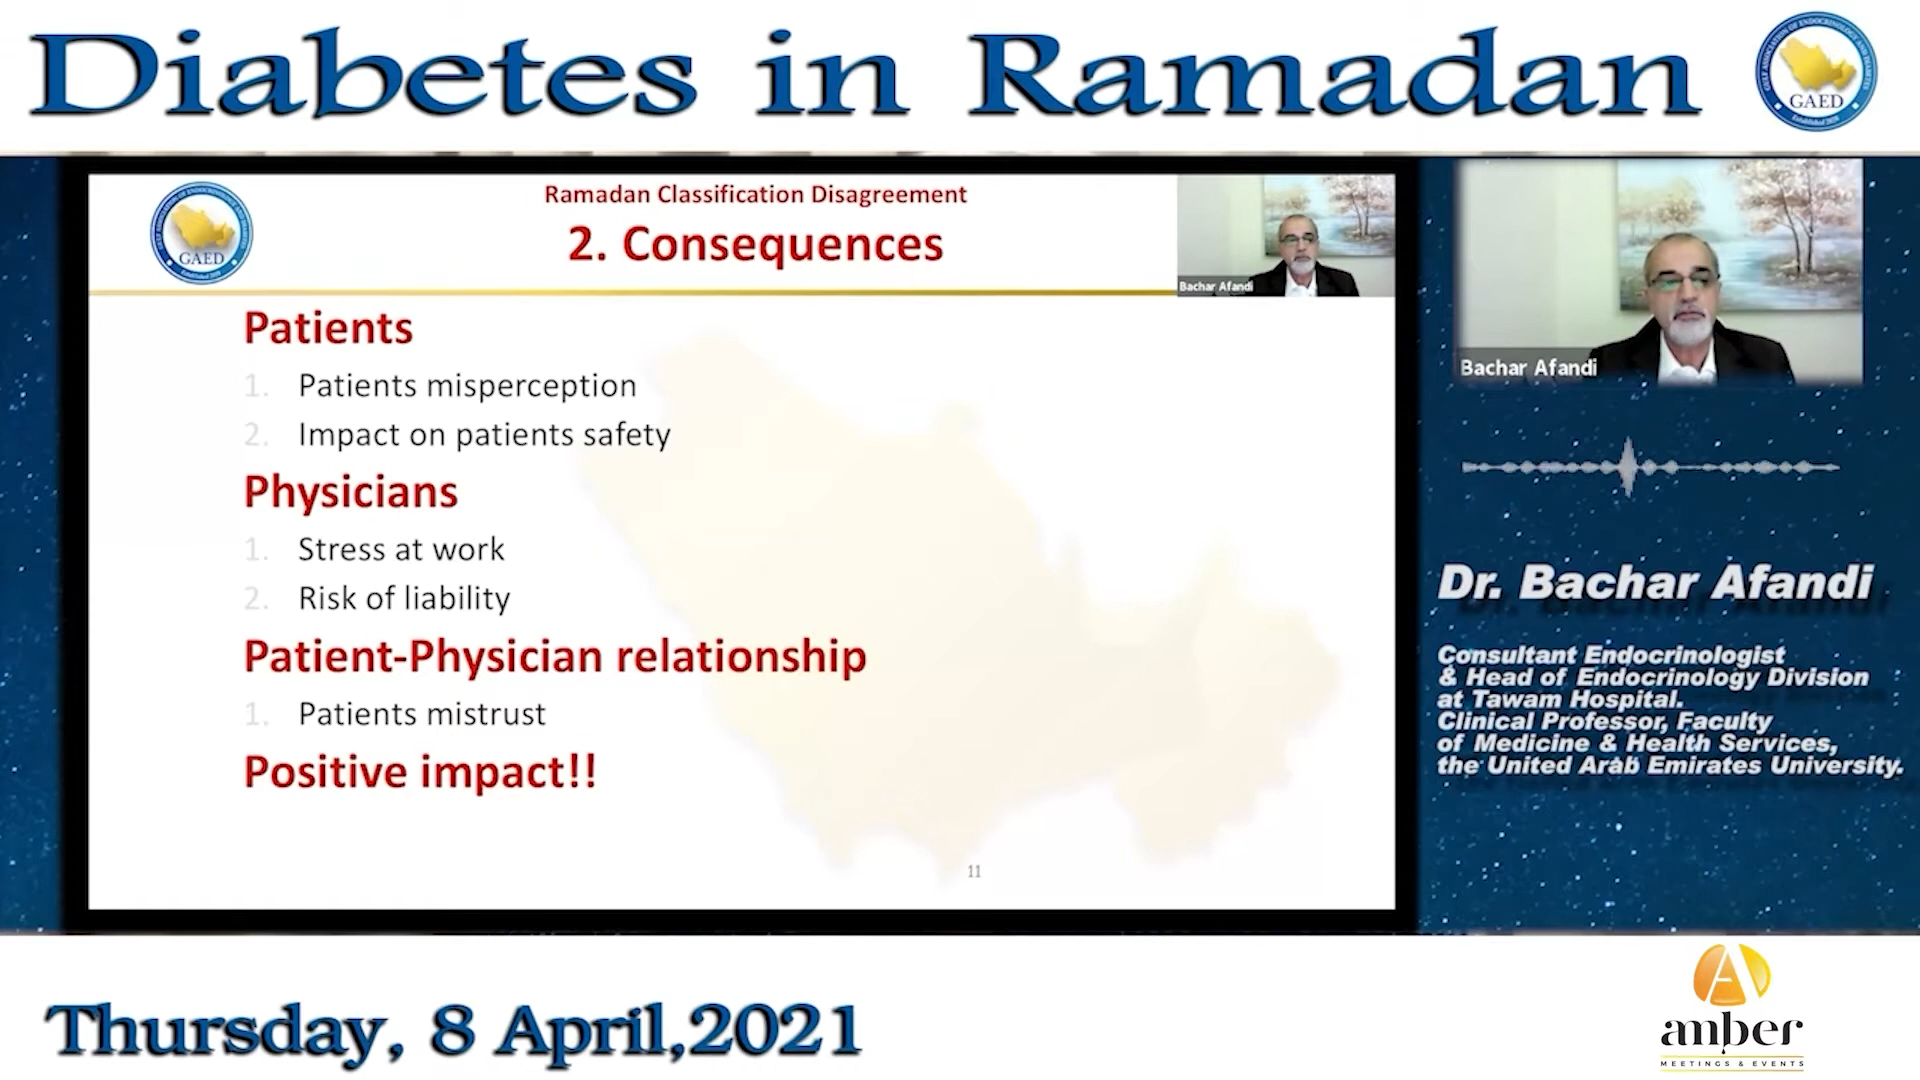 Diabetes in Ramadan
GAED
GAED
Ramadan Classification Disagreement
2. Consequences
Bachar Afandi
Patients
1. Patients misperception
2. Impact on patients safety
Physicians
1. Stress at work
2. Risk of liability
Patient-Physician relationship
1. Patients mistrust
Positive impact!!
11
Bachar Afandi
Dr. Bachar Afandi
Consultant Endocrinologist
& Head of Endocrinology Division
at Tawam Hospital.
Clinical Professor, Faculty
of Medicine & Health Services,
the United Arab Emirates University.
Thursday, 8 April,2021
amber
MEETINGS & EVENTS